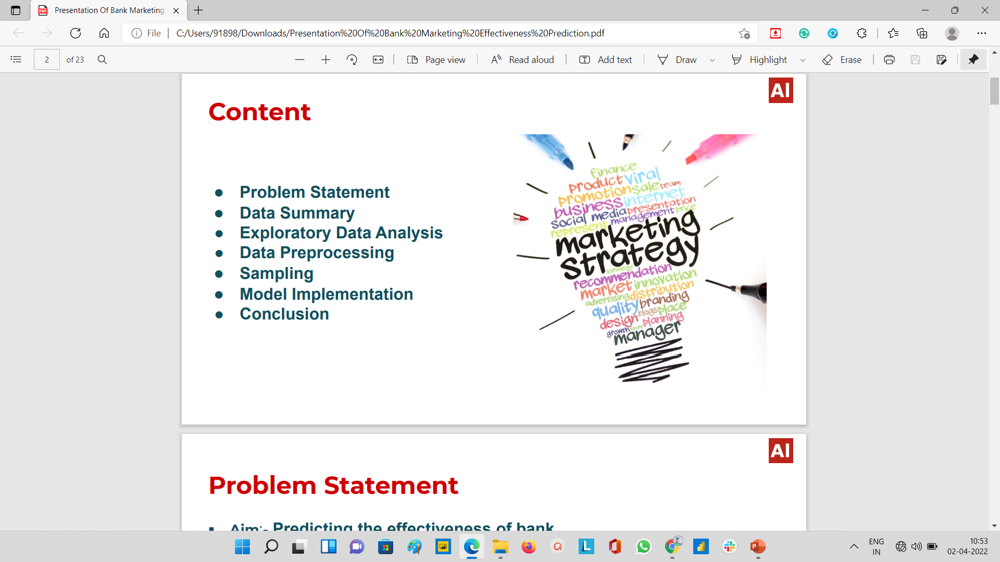 Presentation Of Bank Marketing
File
C:/Users/91898/Downloads/Presentation%20Of%20Bank%20Marketing%20Effectiveness%20Prediction.pdf
2 of 23
Page view
Read aloud
Add text
Draw
Highlight
Erase
AI
Content
Problem Statement
Data Summary
Exploratory Data Analysis
Data Preprocessing
Sampling
Model Implementation
Conclusion
finance
product viral
promotion sale team
business internet
social media presentation
represent management price
marketing
strategy
strategy
recommendation
market innovation
advertising distribution
quality branding
design blogs place
growth store planning
manager
AI
Problem Statement
Aim:- Predicting the effectiveness of bank
ENG
IN
10:53
02-04-2022